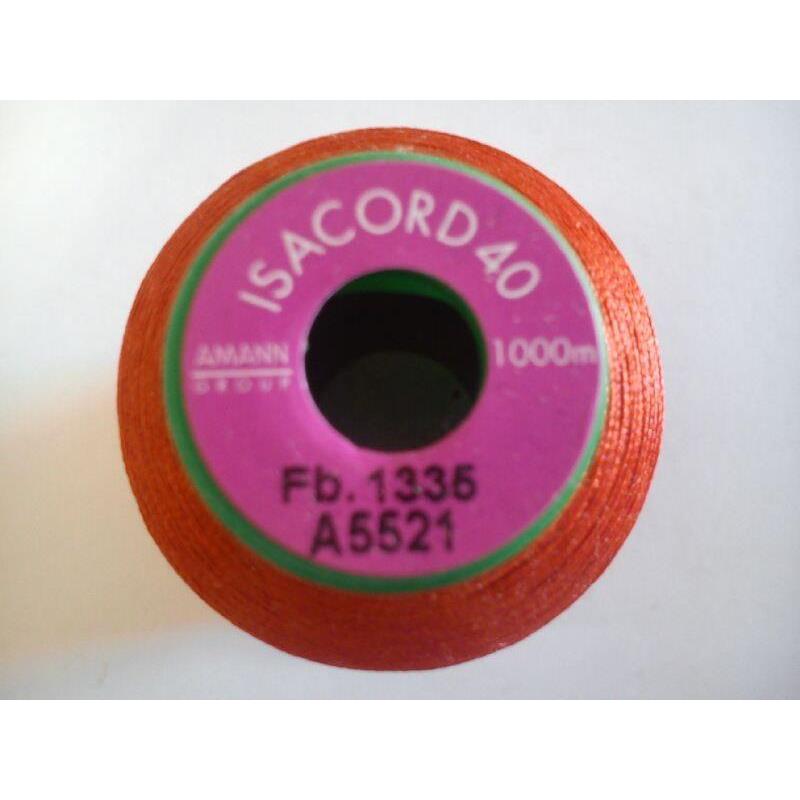 ISACORD 40
AMANN
GROUP
1000m
Fb. 1335
A5521